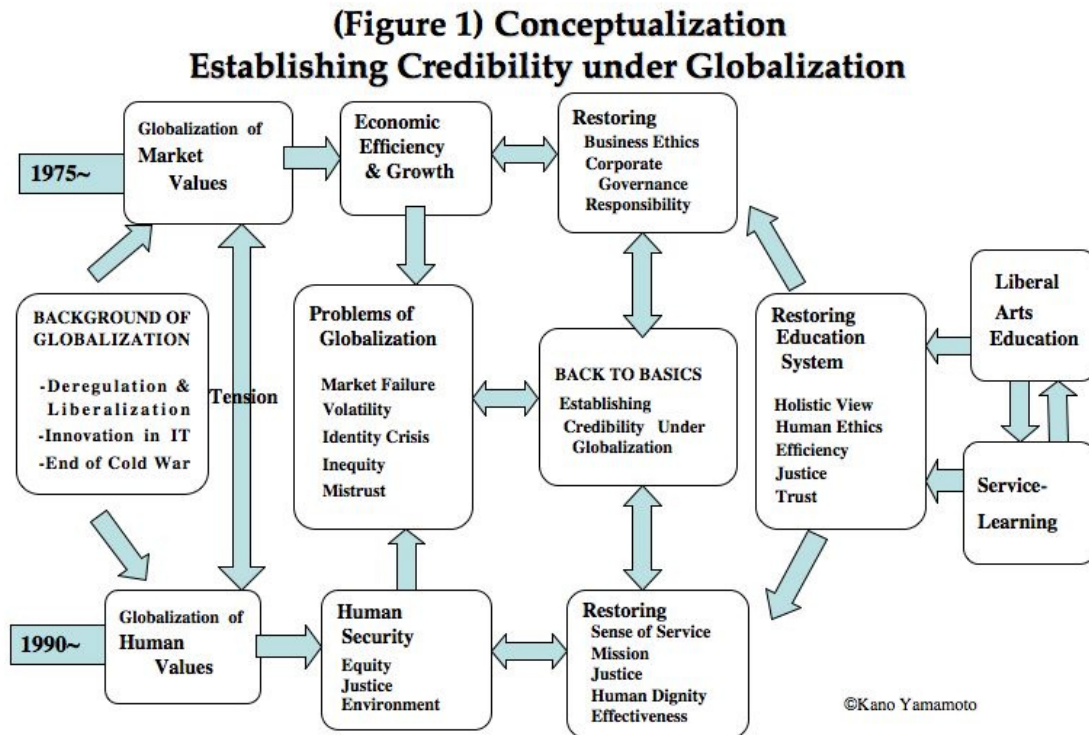 (Figure 1) Conceptualization
Establishing Credibility under Globalization
1975~
Globalization of
Market
Values
Economic
Efficiency
& Growth
Restoring
Business Ethics
Corporate
Governance
Responsibility
BACKGROUND OF
GLOBALIZATION
-Deregulation &
Liberalization
-Innovation in IT
-End of Cold War
Tension
Problems of
Globalization
Market Failure
Volatility
Identity Crisis
Inequity
Mistrust
BACK TO BASICS
Establishing
Credibility Under
Globalization
Restoring
Education
System
Holistic View
Human Ethics
Efficiency
Justice
Trust
Liberal
Arts
Education
Service-
Learning
1990~
Globalization of
Human
Values
Human
Security
Equity
Justice
Environment
Restoring
Sense of Service
Mission
Justice
Human Dignity
Effectiveness
©Kano Yamamoto